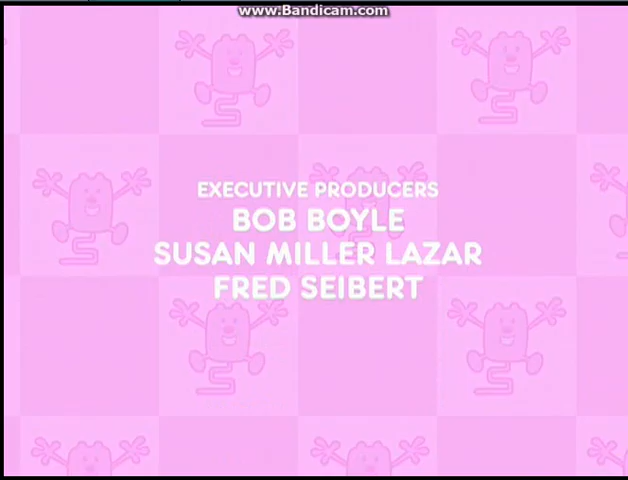 www.Bandicam.com
EXECUTIVE PRODUCERS
BOB BOYLE
SUSAN MILLER LAZAR
FRED SEIBERT